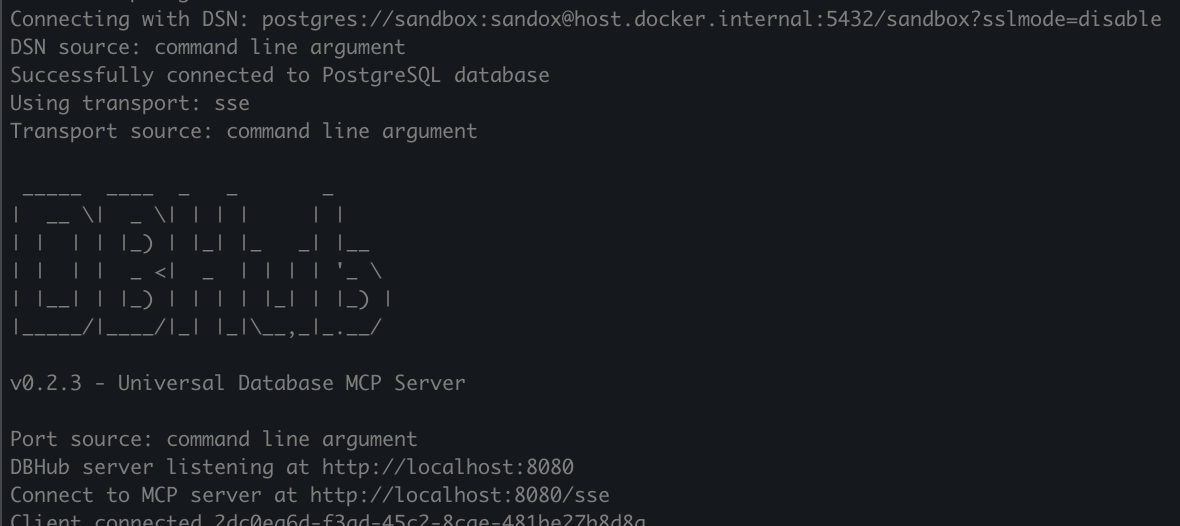 Connecting with DSN: postgres://sandbox:sandox@host.docker.internal:5432/sandbox?sslmode=disable
DSN source: command line argument
Successfully connected to PostgreSQL database
Using transport: sse
Transport source: command line argument
 _____  ____  _   _       _
|  __ \|  _ \| | | |     | |
| |  | | |_) | |_| |_   _| |__
| |  | |  _ <|  _  | | | | '_ \
| |__| | |_) | | | | |_| | |_) |
|_____/|____/|_| |_|\__,_|_.__/
v0.2.3 - Universal Database MCP Server
Port source: command line argument
DBHub server listening at http://localhost:8080
Connect to MCP server at http://localhost:8080/sse
Client connected